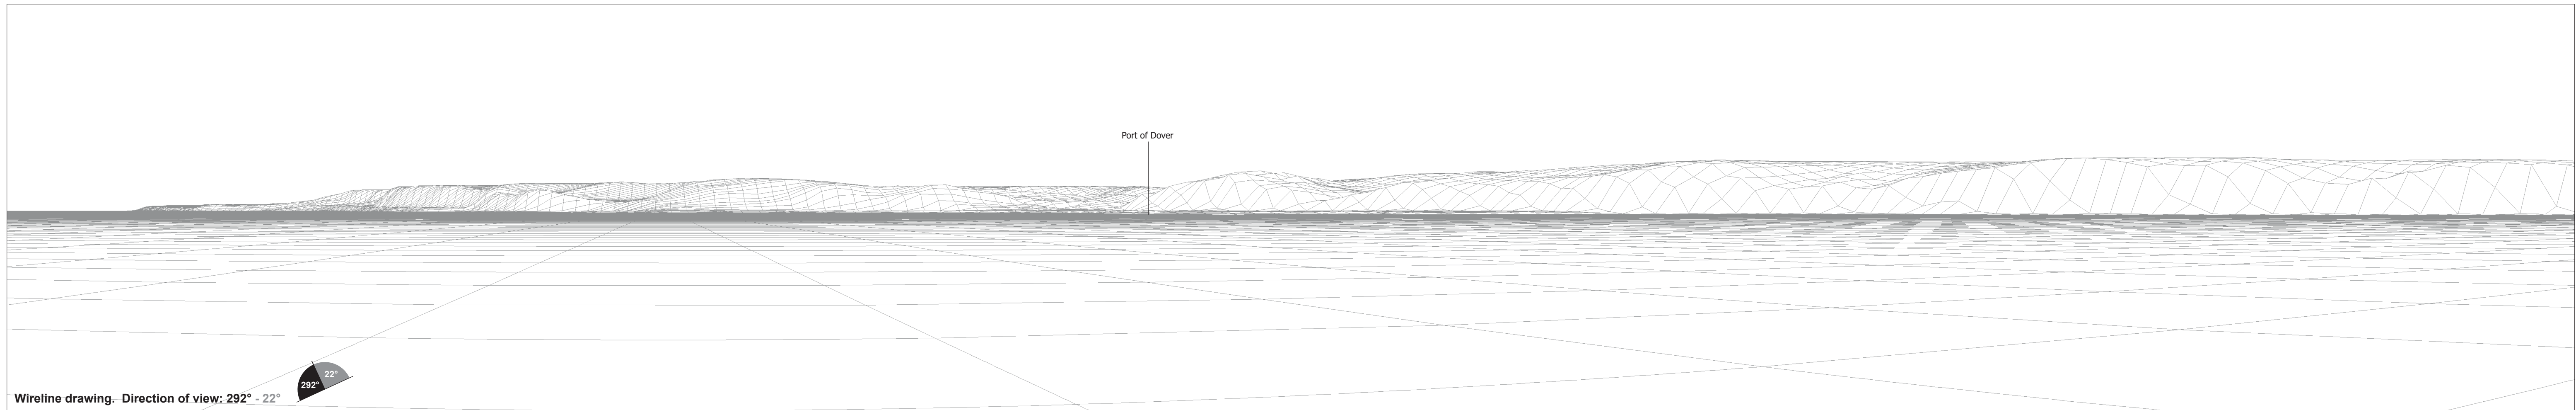 Port of Dover
22°
292°
Wireline drawing. Direction of view: 292° - 22°